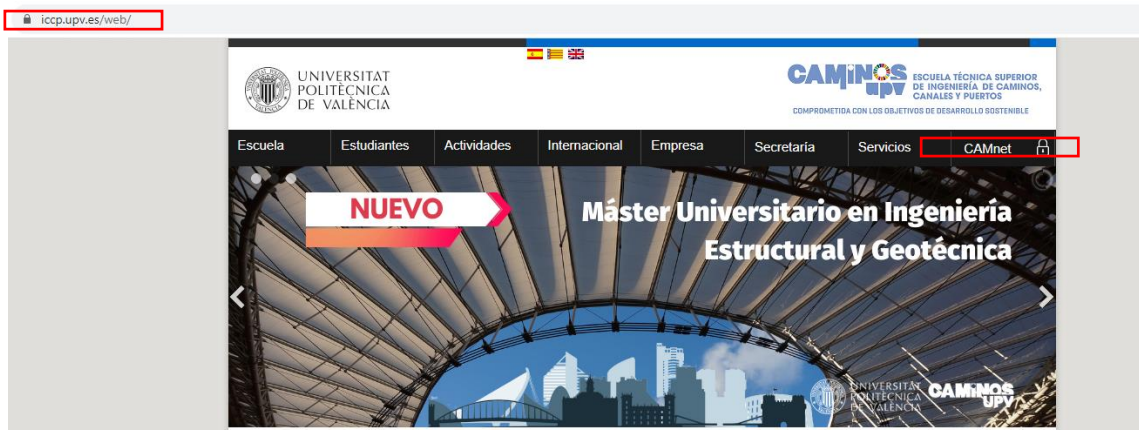 iccp.upv.es/web/
UNIVERSITAT
POLITÈCNICA
DE VALÈNCIA
CAMINOS
upv
ESCUELA TÉCNICA SUPERIOR
DE INGENIERÍA DE CAMINOS,
CANALES Y PUERTOS
COMPROMETIDA CON LOS OBJETIVOS DE DESARROLLO SOSTENIBLE
Escuela Estudiantes Actividades Internacional Empresa Secretaría Servicios CAMnet
NUEVO
Máster Universitario en Ingeniería
Estructural y Geotécnica
UNIVERSITAT
POLITÈCNICA
DE VALÈNCIA
CAMINOS
UPV